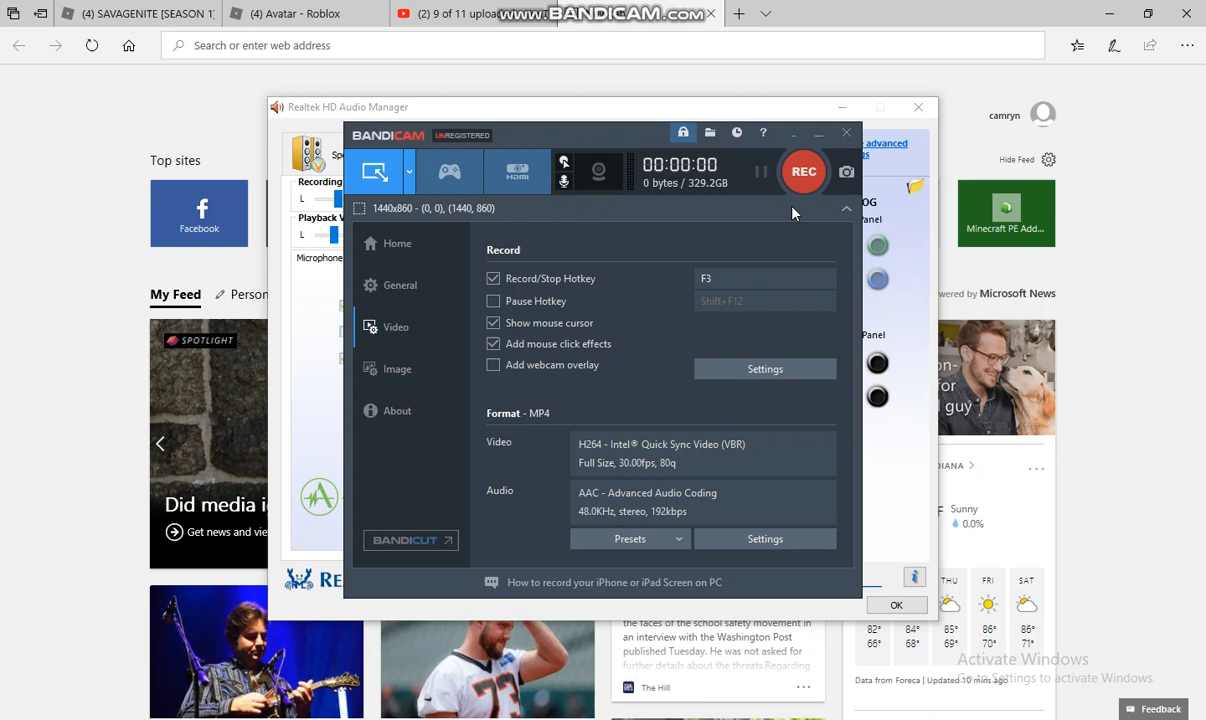 (4) SAVAGENITE [SEASON 1]
(4) Avatar - Roblox
(2) 9 of 11 upload
www.BANDICAM.com
Search or enter web address
Realtek HD Audio Manager
camryn
Top sites
Hide Feed
Facebook
Minecraft PE Add...
My Feed
Person
wered by Microsoft News
SPOTLIGHT
Did media i
Get news and vie
Recording
L
Playback V
L
Microphone
advanced
OG
Panel
Panel
OK
BANDICAM UNREGISTERED
HDMI
00:00:00
0 bytes / 329.2GB
REC
1440x860 - (0, 0), (1440, 860)
Home
General
Video
Image
About
BANDICUT
Record
Record/Stop Hotkey
F3
Pause Hotkey
Shift+F12
Show mouse cursor
Add mouse click effects
Add webcam overlay
Settings
Format - MP4
Video
H264 - Intel® Quick Sync Video (VBR)
Full Size, 30.00fps, 80q
Audio
AAC - Advanced Audio Coding
48.0KHz, stereo, 192kbps
Presets
Settings
How to record your iPhone or iPad Screen on PC
on-
for
guy
DIANA
Sunny
0.0%
THU FRI SAT
82° 84° 85° 86° 86°
66° 68° 69° 70° 71°
Data from Foreca | Updated 10 mins ago
the faces of the school safety movement in
an interview with the Washington Post
published Tuesday. He was not asked for
further details about the threats.Regarding
The Hill
Activate Windows
Go to Settings to activate Windows.
Feedback